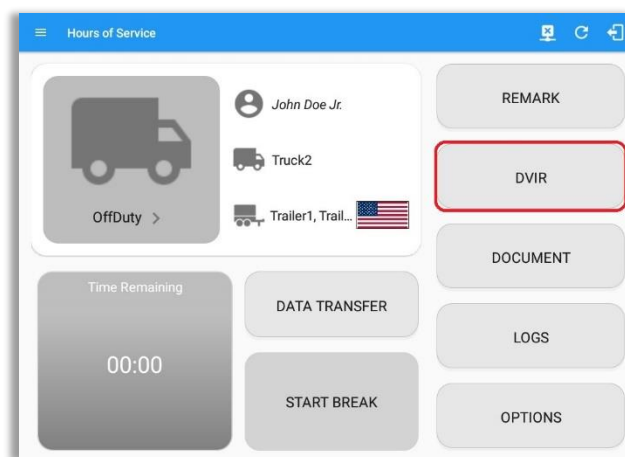 Hours of Service
John Doe Jr.
Truck2
Trailer1, Trail...
OffDuty >
Time Remaining
00:00
DATA TRANSFER
START BREAK
REMARK
DVIR
DOCUMENT
LOGS
OPTIONS